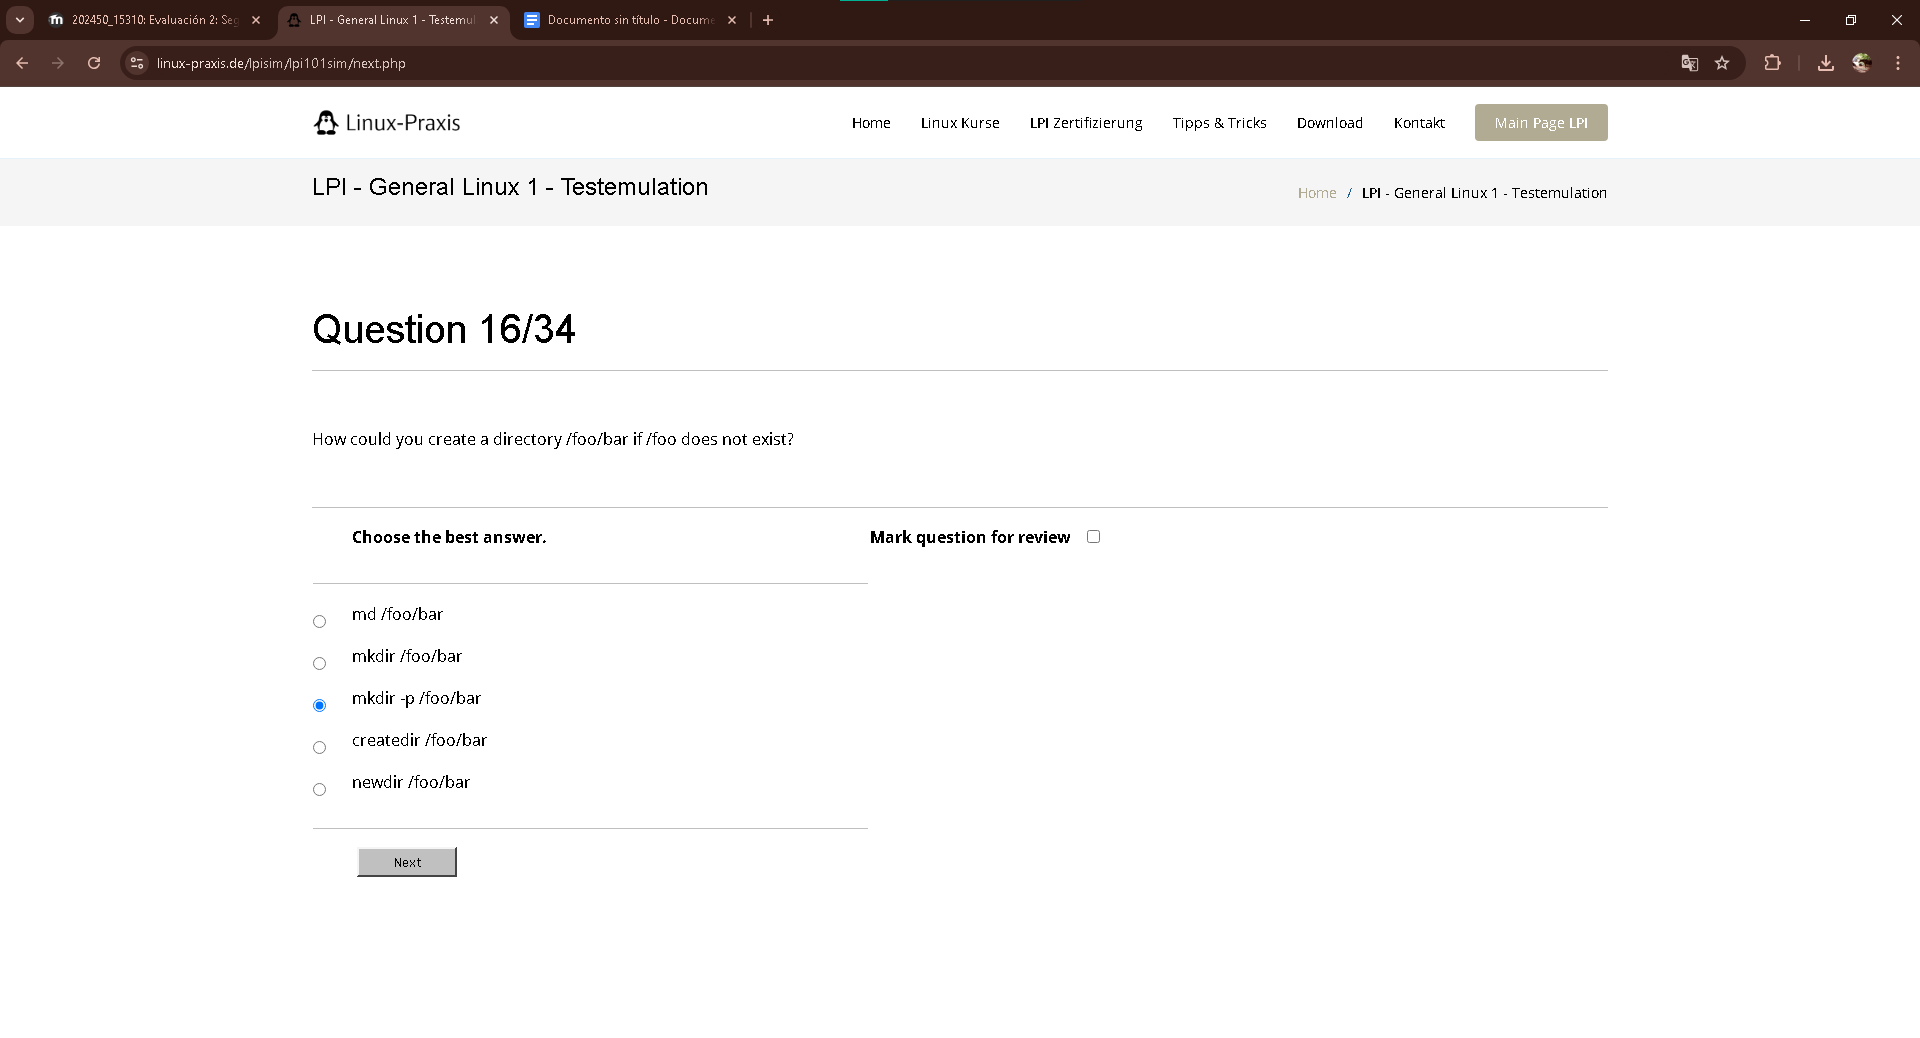 202450_15310: Evaluación 2: Seg
LPI - General Linux 1 - Testemul
Documento sin título - Docume
linux-praxis.de/lpisim/lpi101sim/next.php
Linux-Praxis
Home
Linux Kurse
LPI Zertifizierung
Tipps & Tricks
Download
Kontakt
Main Page LPI
LPI - General Linux 1 - Testemulation
Home / LPI - General Linux 1 - Testemulation
Question 16/34
How could you create a directory /foo/bar if /foo does not exist?
Choose the best answer.
Mark question for review
md /foo/bar
mkdir /foo/bar
mkdir -p /foo/bar
createdir /foo/bar
newdir /foo/bar
Next